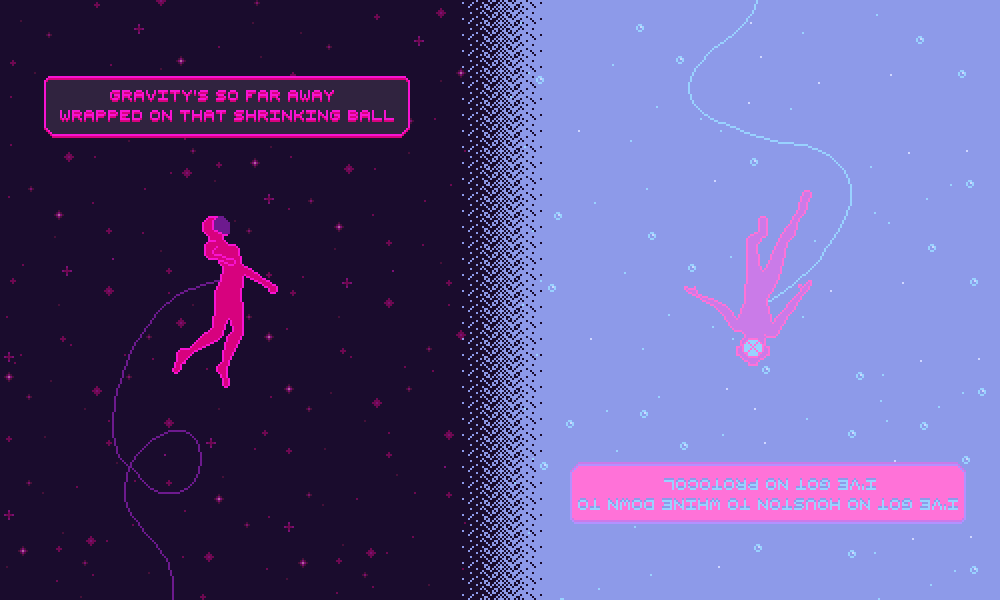 GRAVITY'S SO FAR AWAY
WRAPPED ON THAT SHRINKING BALL
I'VE GOT NO HOUSTON TO WHINE DOWN TO
I'VE GOT NO PROTOCOL